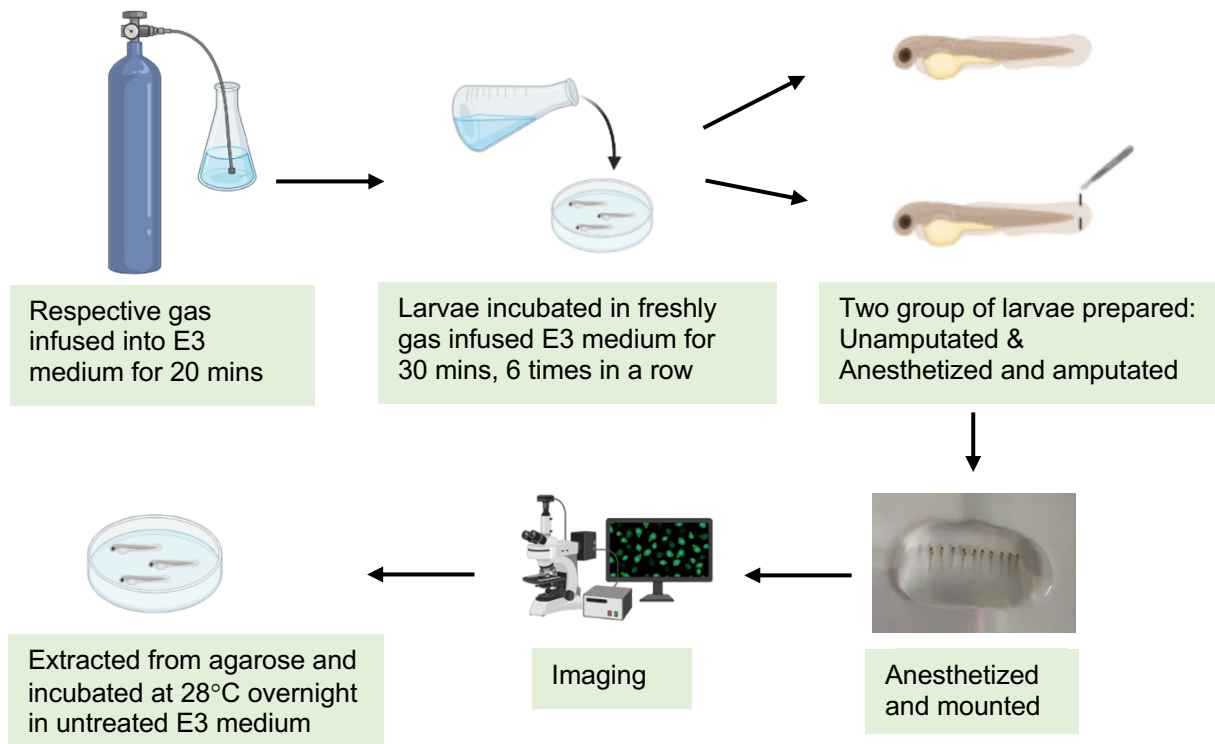 Respective gas
infused into E3
medium for 20 mins
Larvae incubated in freshly
gas infused E3 medium for
30 mins, 6 times in a row
Two group of larvae prepared:
Unamputated &
Anesthetized and amputated
Anesthetized
and mounted
Imaging
Extracted from agarose and
incubated at 28°C overnight
in untreated E3 medium